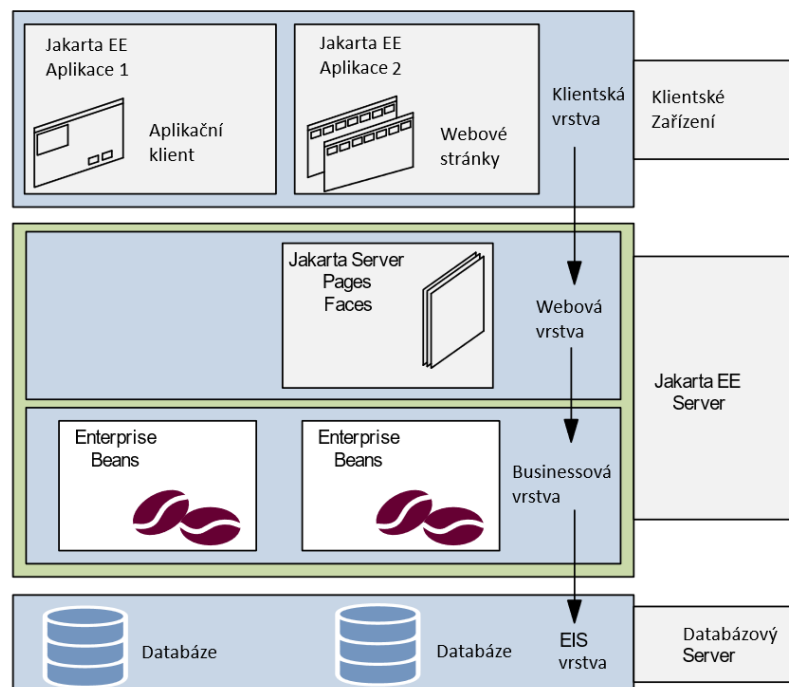 Jakarta EE
Aplikace 1
Aplikační
klient
Jakarta EE
Aplikace 2
Webové
stránky
Klientská
vrstva
Klientské
Zařízení
Jakarta Server
Pages
Faces
Webová
vrstva
Jakarta EE
Server
Enterprise
Beans
Enterprise
Beans
Businessová
vrstva
Databáze
Databáze
EIS
vrstva
Databázový
Server